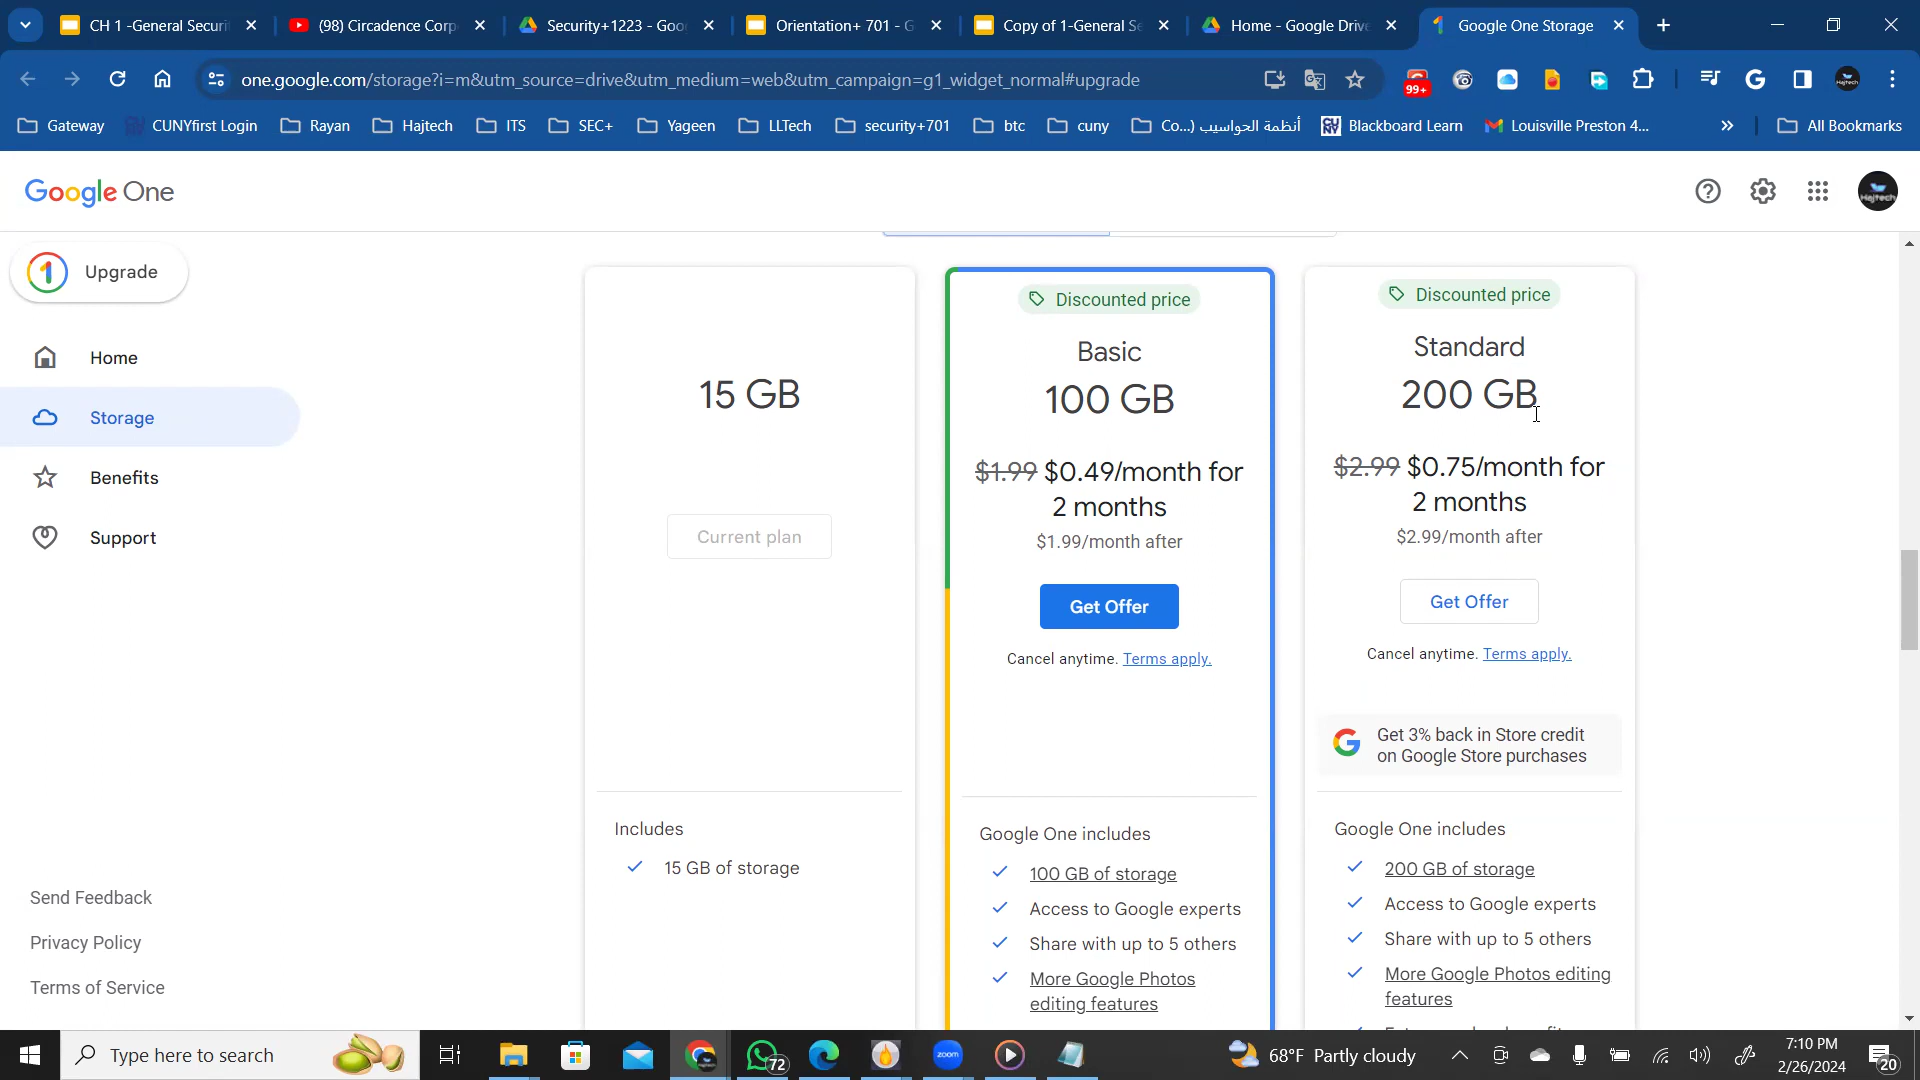 CH 1 -General Securi
(98) Circadence Corp
Security+1223 - Goo
Orientation+ 701 - G
Copy of 1-General Se
Home - Google Drive
Google One Storage
one.google.com/storage?i=m&utm_source=drive&utm_medium=web&utm_campaign=g1_widget_normal#upgrade
99+
Gateway
CUNYfirst Login
Rayan
Hajtech
ITS
SEC+
Yageen
LLTech
security+701
btc
cuny
أنظمة الحواسيب (...Co
Blackboard Learn
Louisville Preston 4...
All Bookmarks
Google One
Hajtech
Upgrade
Home
Storage
Benefits
Support
Send Feedback
Privacy Policy
Terms of Service
15 GB
Current plan
Includes
15 GB of storage
Discounted price
Basic
100 GB
$1.99 $0.49/month for
2 months
$1.99/month after
Get Offer
Cancel anytime. Terms apply.
Google One includes
100 GB of storage
Access to Google experts
Share with up to 5 others
More Google Photos
editing features
Discounted price
Standard
200 GB
$2.99 $0.75/month for
2 months
$2.99/month after
Get Offer
Cancel anytime. Terms apply.
Get 3% back in Store credit
on Google Store purchases
Google One includes
200 GB of storage
Access to Google experts
Share with up to 5 others
More Google Photos editing
features
Type here to search
72
zoom
68°F Partly cloudy
7:10 PM
2/26/2024
20